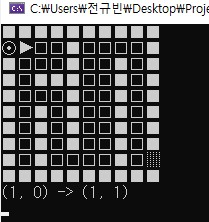 C:\Users\전규빈\Desktop\Proje
(1, 0) -> (1, 1)